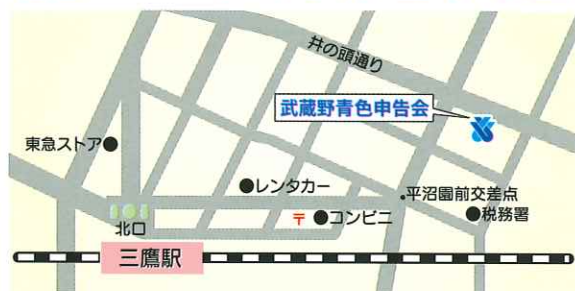 井の頭通り
武蔵野青色申告会
東急ストア
レンタカー
平沼園前交差点
〒
コンビニ
税務署
北口
三鷹駅